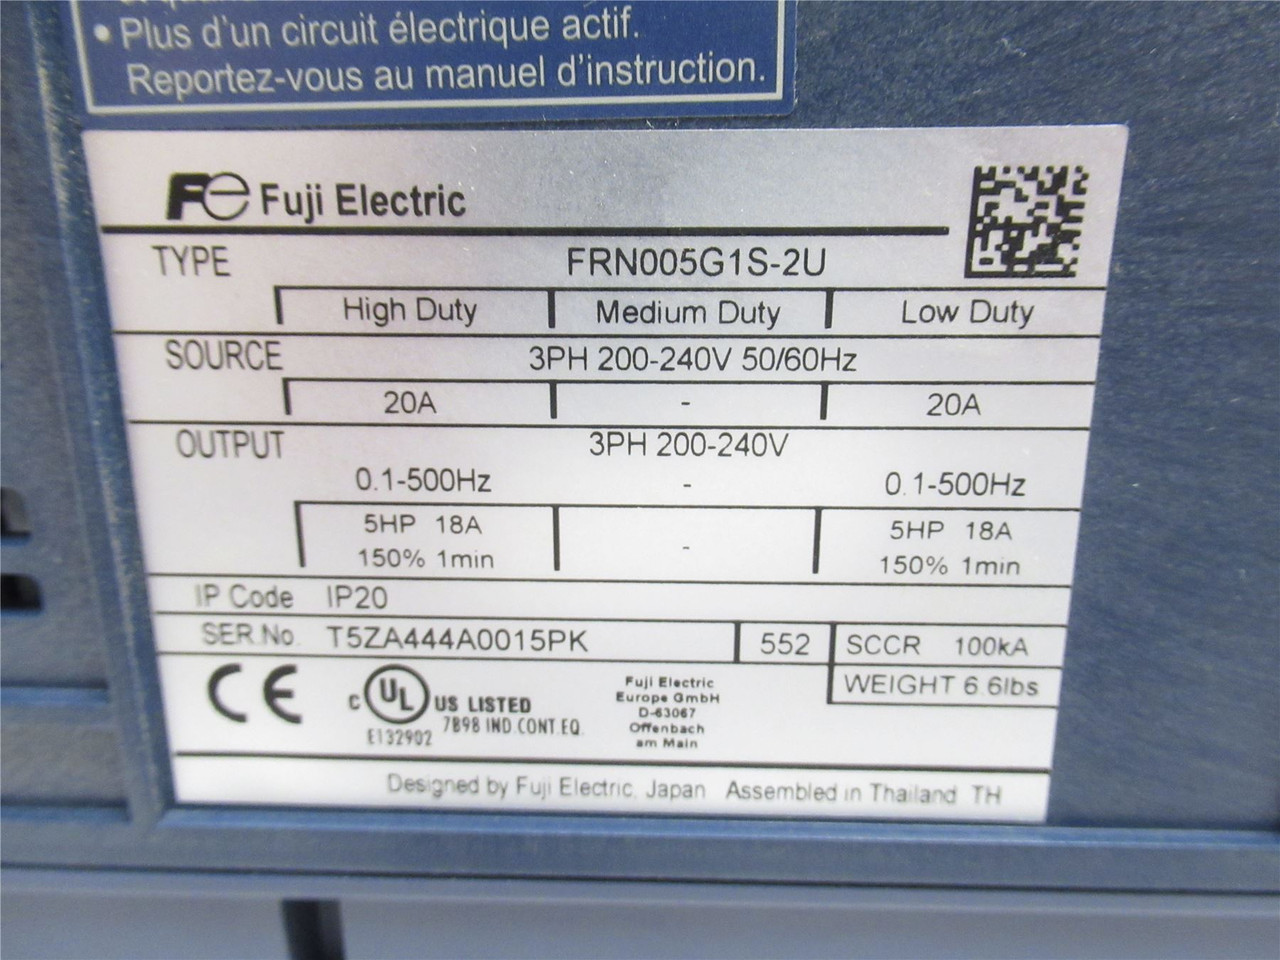 • Plus d'un circuit électrique actif.
Reportez-vous au manuel d'instruction.
Fe Fuji Electric
TYPE FRN005G1S-2U
High Duty Medium Duty Low Duty
SOURCE 3PH 200-240V 50/60Hz
20A - 20A
OUTPUT 3PH 200-240V
0.1-500Hz - 0.1-500Hz
5HP 18A - 5HP 18A
150% 1min 150% 1min
IP Code IP20
SER.No. T5ZA444A0015PK 552 SCCR 100kA
WEIGHT 6.6lbs
CE C UL US LISTED
7B98 IND.CONT.EQ.
E132902
Fuji Electric
Europe GmbH
D-63067
Offenbach
am Main
Designed by Fuji Electric, Japan Assembled in Thailand TH